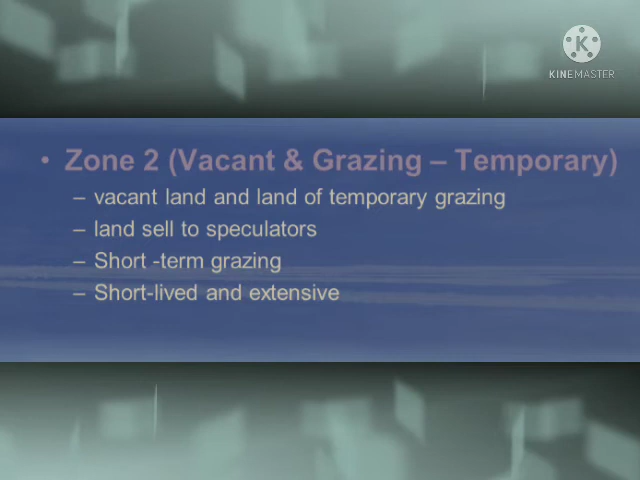 KINEMASTER
• Zone 2 (Vacant & Grazing – Temporary)
– vacant land and land of temporary grazing
– land sell to speculators
– Short -term grazing
– Short-lived and extensive